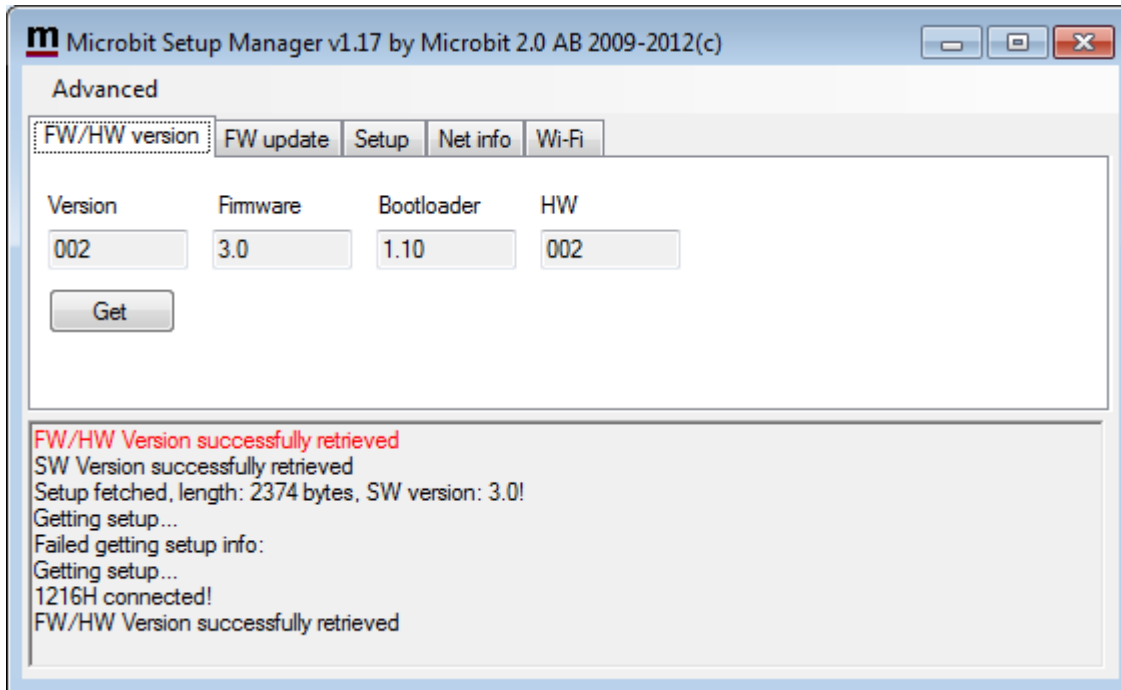 m Microbit Setup Manager v1.17 by Microbit 2.0 AB 2009-2012(c)
Advanced
FW/HW version FW update Setup Net info Wi-Fi
Version Firmware Bootloader HW
002 3.0 1.10 002
Get
FW/HW Version successfully retrieved
SW Version successfully retrieved
Setup fetched, length: 2374 bytes, SW version: 3.0!
Getting setup...
Failed getting setup info:
Getting setup...
1216H connected!
FW/HW Version successfully retrieved